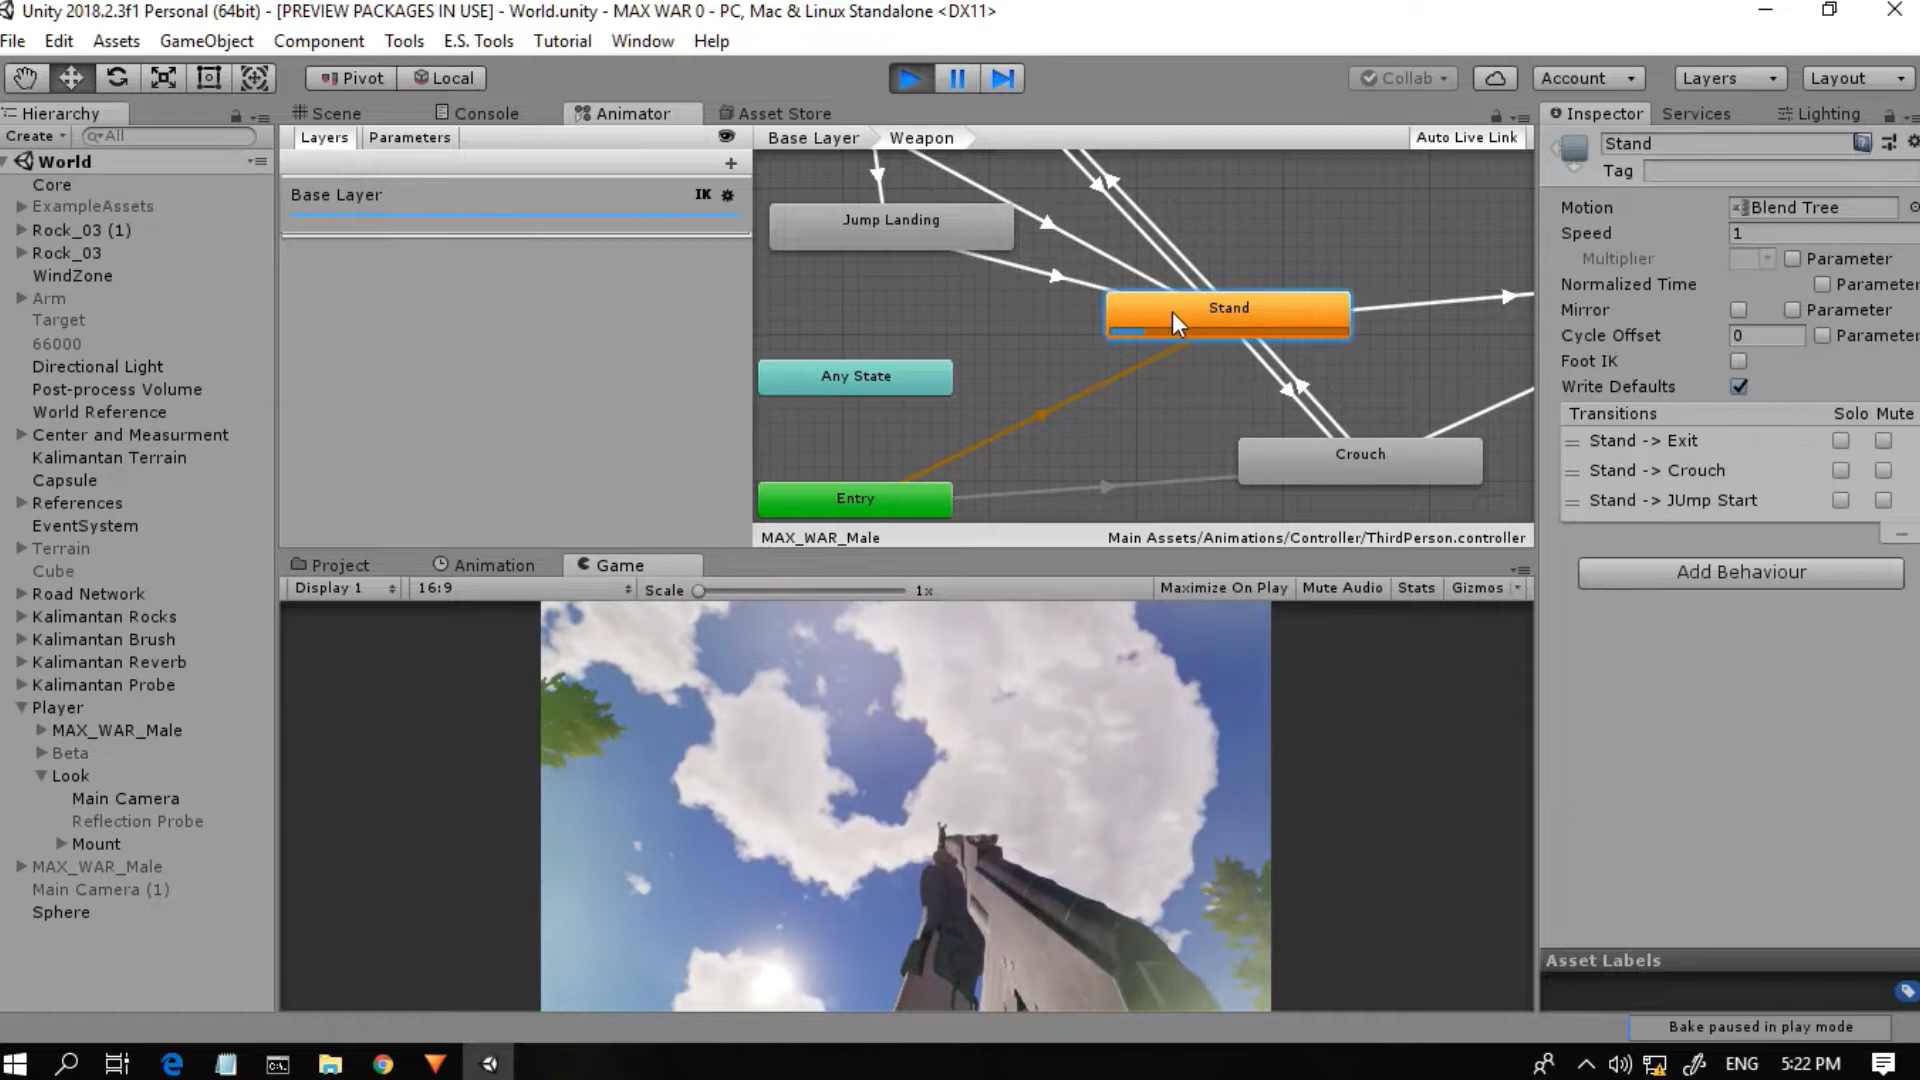 Unity 2018.2.3f1 Personal (64bit) - [PREVIEW PACKAGES IN USE] - World.unity - MAX WAR 0 - PC, Mac & Linux Standalone <DX11>
File Edit Assets GameObject Component Tools E.S. Tools Tutorial Window Help
Pivot Local Collab Account Layers Layout
Hierarchy
Create All
World
Core
ExampleAssets
Rock_03 (1)
Rock_03
WindZone
Arm
Target
66000
Directional Light
Post-process Volume
World Reference
Center and Measurment
Kalimantan Terrain
Capsule
References
EventSystem
Terrain
Cube
Road Network
Kalimantan Rocks
Kalimantan Brush
Kalimantan Reverb
Kalimantan Probe
Player
MAX_WAR_Male
Beta
Look
Main Camera
Reflection Probe
Mount
MAX_WAR_Male
Main Camera (1)
Sphere
Scene Console Animator Asset Store
Layers Parameters
Base Layer IK
Base Layer Weapon Auto Live Link
Jump Landing
Stand
Any State
Crouch
Entry
MAX_WAR_Male Main Assets/Animations/Controller/ThirdPerson.controller
Project Animation Game
Display 1 16:9 Scale 1x Maximize On Play Mute Audio Stats Gizmos
Inspector Services Lighting
Stand
Tag
Motion Blend Tree
Speed 1
Multiplier Parameter
Normalized Time Parameter
Mirror Parameter
Cycle Offset 0 Parameter
Foot IK
Write Defaults
Transitions Solo Mute
Stand -> Exit
Stand -> Crouch
Stand -> JUmp Start
Add Behaviour
Asset Labels
Bake paused in play mode
ENG 5:22 PM